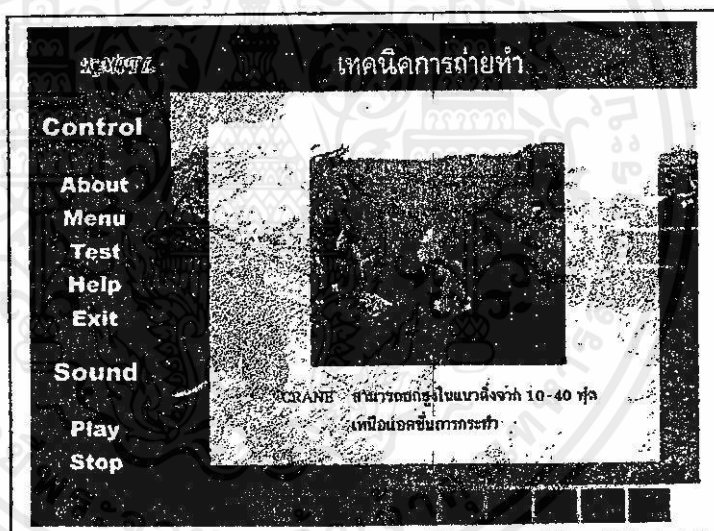 เทคนิคการถ่ายทำ
Control
About
Menu
Test
Help
Exit
Sound
Play
Stop
CRANE สามารถยกสูงในแนวดิ่งจาก 10-40 ฟุต